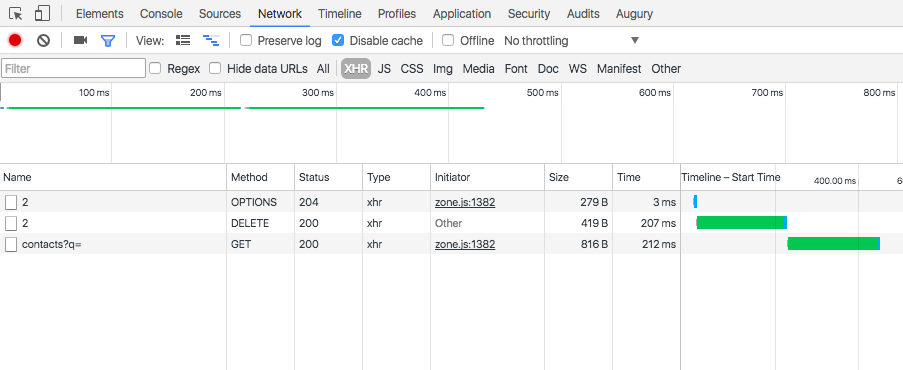 Elements Console Sources Network Timeline Profiles Application Security Audits Augury
View: Preserve log Disable cache Offline No throttling ▼
Filter Regex Hide data URLs All XHR JS CSS Img Media Font Doc WS Manifest Other
100 ms 200 ms 300 ms 400 ms 500 ms 600 ms 700 ms 800 ms
Name Method Status Type Initiator Size Time Timeline – Start Time 400.00 ms
2 OPTIONS 204 xhr zone.js:1382 279 B 3 ms
2 DELETE 200 xhr Other 419 B 207 ms
contacts?q= GET 200 xhr zone.js:1382 816 B 212 ms